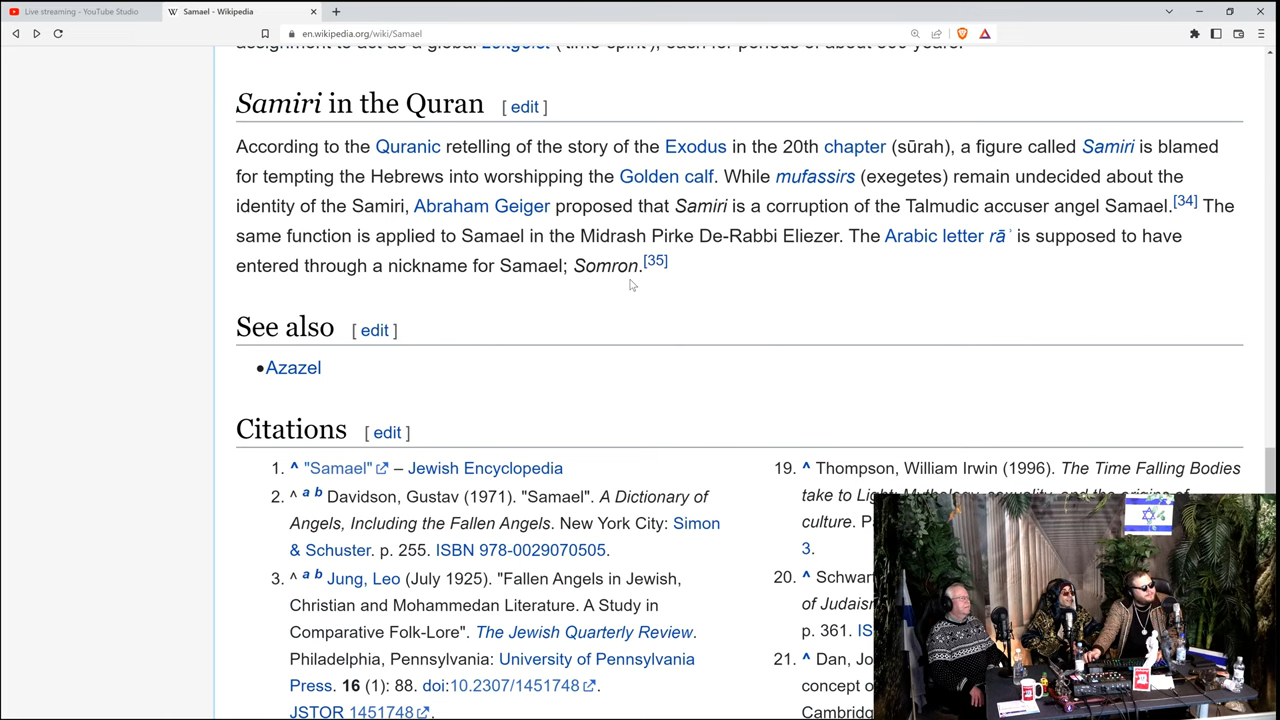 Live streaming - YouTube Studio
Samael - Wikipedia
en.wikipedia.org/wiki/Samael
Samiri in the Quran [ edit ]
According to the Quranic retelling of the story of the Exodus in the 20th chapter (sūrah), a figure called Samiri is blamed
for tempting the Hebrews into worshipping the Golden calf. While mufassirs (exegetes) remain undecided about the
identity of the Samiri, Abraham Geiger proposed that Samiri is a corruption of the Talmudic accuser angel Samael.[34] The
same function is applied to Samael in the Midrash Pirke De-Rabbi Eliezer. The Arabic letter rāʾ is supposed to have
entered through a nickname for Samael; Somron.[35]
See also [ edit ]
•Azazel
Citations [ edit ]
1. ^ "Samael" – Jewish Encyclopedia
2. ^ a b Davidson, Gustav (1971). "Samael". A Dictionary of
Angels, Including the Fallen Angels. New York City: Simon
& Schuster. p. 255. ISBN 978-0029070505.
3. ^ a b Jung, Leo (July 1925). "Fallen Angels in Jewish,
Christian and Mohammedan Literature. A Study in
Comparative Folk-Lore". The Jewish Quarterly Review.
Philadelphia, Pennsylvania: University of Pennsylvania
Press. 16 (1): 88. doi:10.2307/1451748.
JSTOR 1451748.
19. ^ Thompson, William Irwin (1996). The Time Falling Bodies
take to Light: Mythology, sexuality, and the origins of
culture. P
3.
20. ^ Schwar
of Judais
p. 361. IS
21. ^ Dan, Jo
concept o
Cambridg